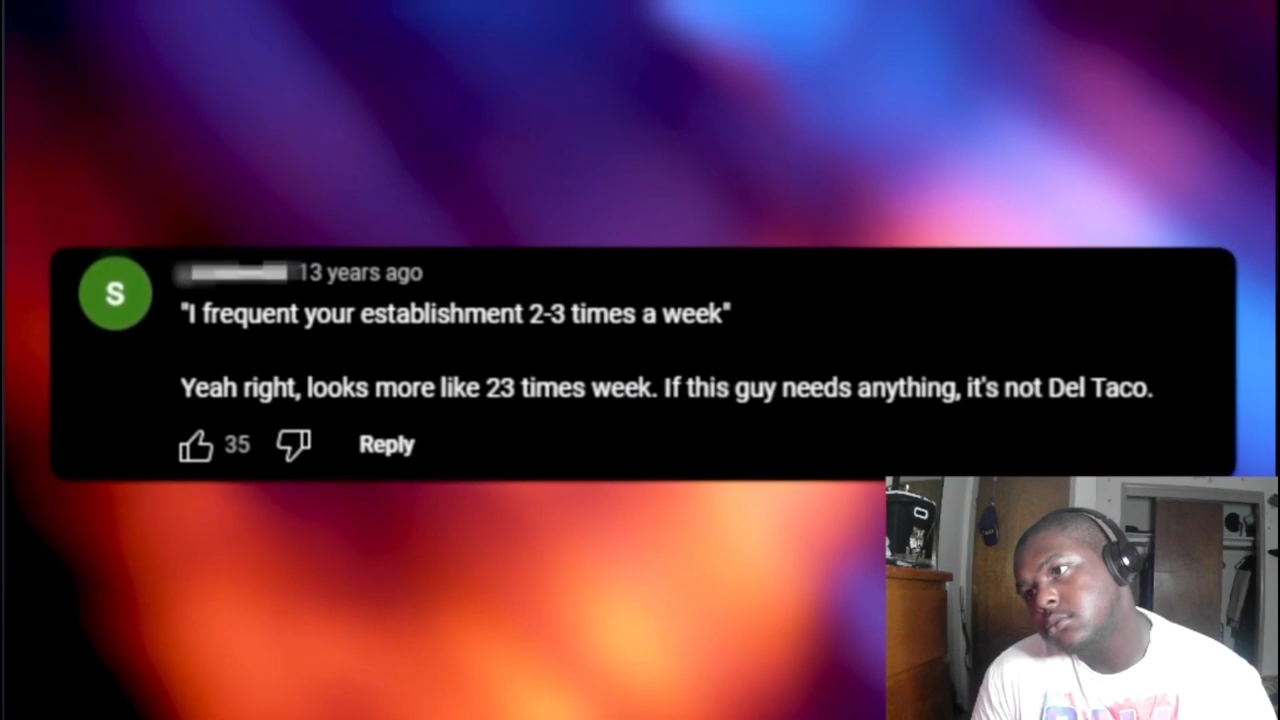 S
13 years ago
"I frequent your establishment 2-3 times a week"
Yeah right, looks more like 23 times week. If this guy needs anything, it's not Del Taco.
35
Reply